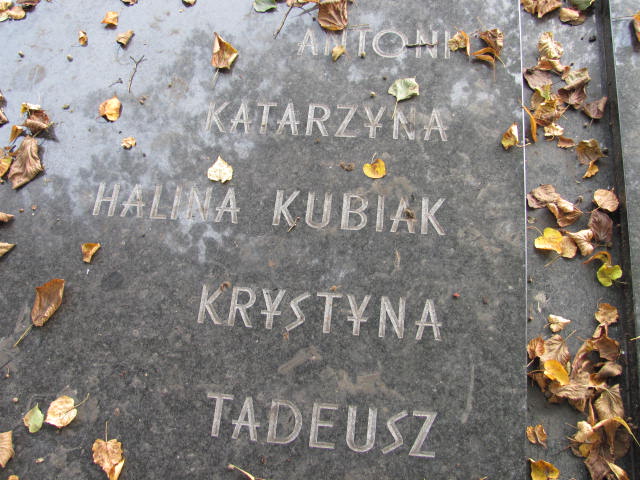 ANTONI
KATARZYNA
HALINA KUBIAK
KRYSTYNA
TADEUSZ